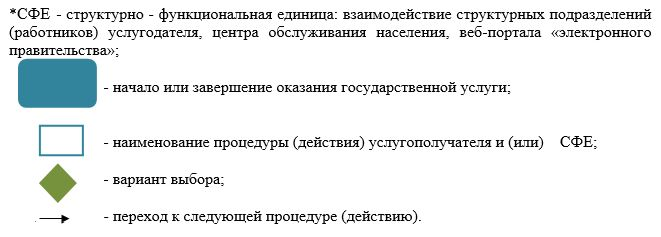 *СФЕ - структурно - функциональная единица: взаимодействие структурных подразделений
(работников) услугодателя, центра обслуживания населения, веб-портала «электронного
правительства»;
- начало или завершение оказания государственной услуги;
- наименование процедуры (действия) услугополучателя и (или) СФЕ;
- вариант выбора;
- переход к следующей процедуре (действию).